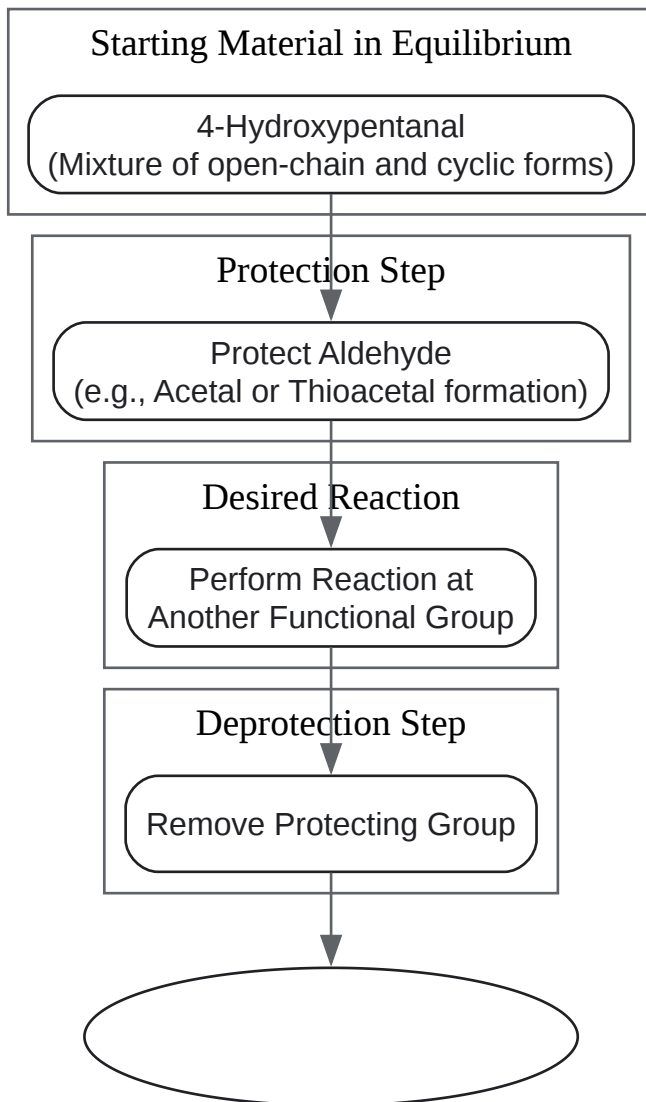 Starting Material in Equilibrium
4-Hydroxypentanal
(Mixture of open-chain and cyclic forms)
Protection Step
Protect Aldehyde
(e.g., Acetal or Thioacetal formation)
Desired Reaction
Perform Reaction at
Another Functional Group
Deprotection Step
Remove Protecting Group